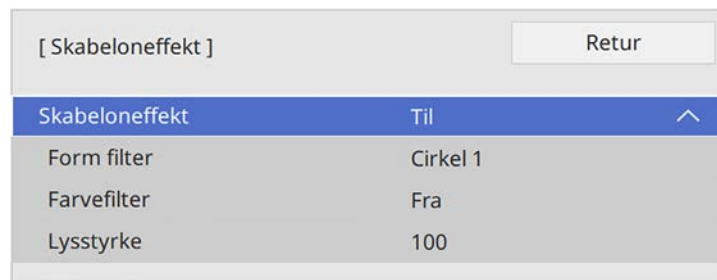 [ Skabeloneffekt ] Retur
Skabeloneffekt Til
Form filter Cirkel 1
Farvefilter Fra
Lysstyrke 100